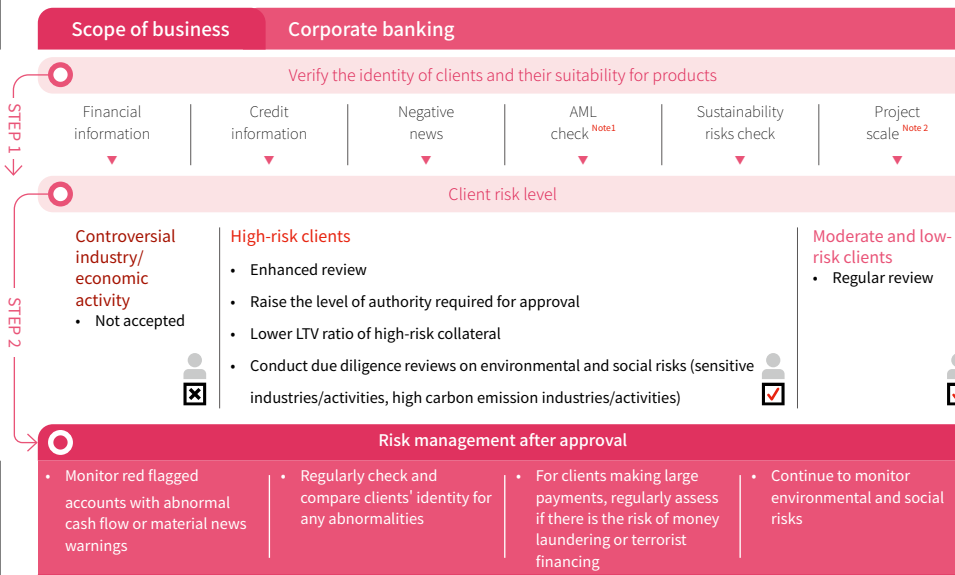 Scope of business
Corporate banking
Verify the identity of clients and their suitability for products
STEP 1
Financial
information
Credit
information
Negative
news
AML
check Note1
Sustainability
risks check
Project
scale Note 2
Client risk level
STEP 2
Controversial
industry/
economic
activity
• Not accepted
High-risk clients
• Enhanced review
• Raise the level of authority required for approval
• Lower LTV ratio of high-risk collateral
• Conduct due diligence reviews on environmental and social risks (sensitive
industries/activities, high carbon emission industries/activities)
Moderate and low-
risk clients
• Regular review
Risk management after approval
• Monitor red flagged
accounts with abnormal
cash flow or material news
warnings
• Regularly check and
compare clients' identity for
any abnormalities
• For clients making large
payments, regularly assess
if there is the risk of money
laundering or terrorist
financing
• Continue to monitor
environmental and social
risks